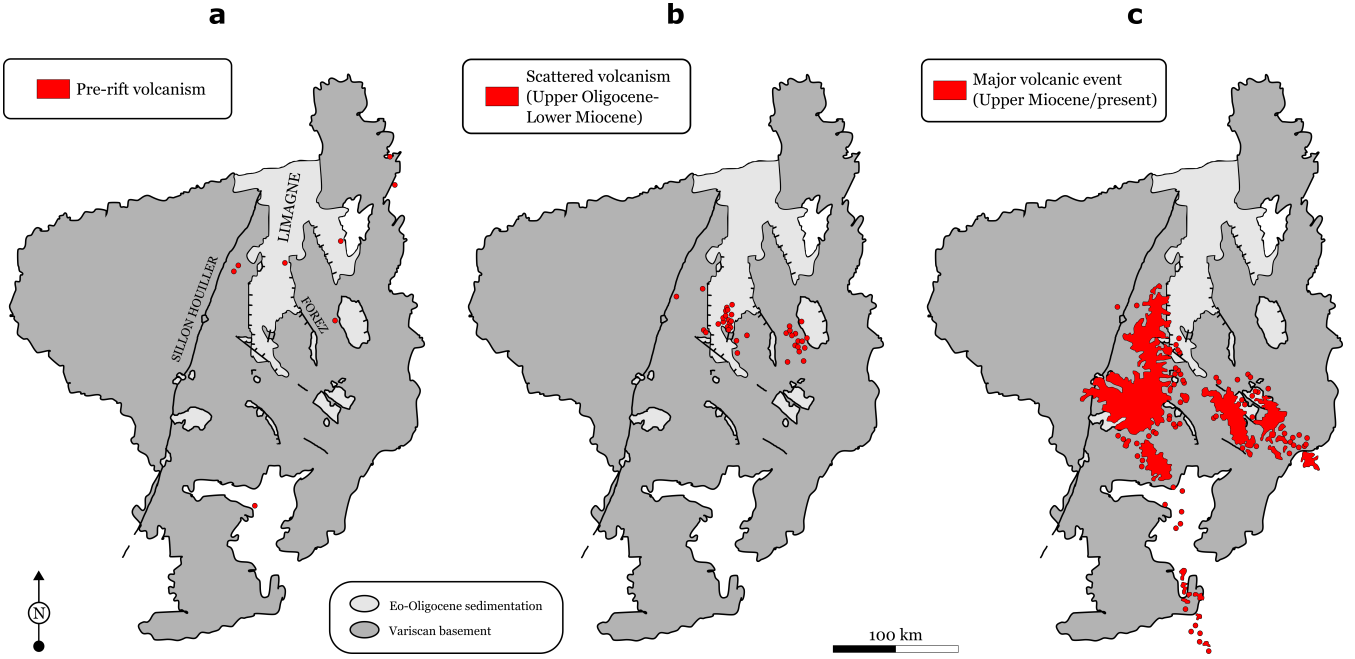 a
b
c
Pre-rift volcanism
Scattered volcanism
(Upper Oligocene-
Lower Miocene)
Major volcanic event
(Upper Miocene/present)
LIMAGNE
SILLON HOUILLER
FOREZ
N
Eo-Oligocene sedimentation
Variscan basement
100 km